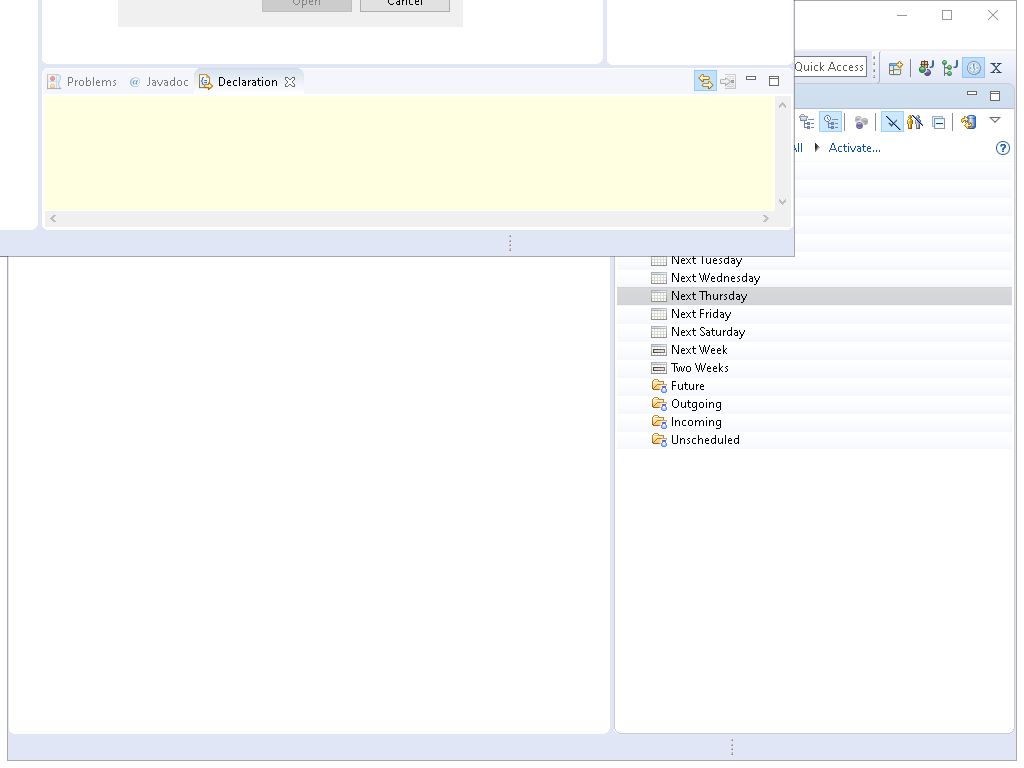 Open Cancel
Problems @ Javadoc Declaration
Quick Access
All Activate...
Next Tuesday
Next Wednesday
Next Thursday
Next Friday
Next Saturday
Next Week
Two Weeks
Future
Outgoing
Incoming
Unscheduled